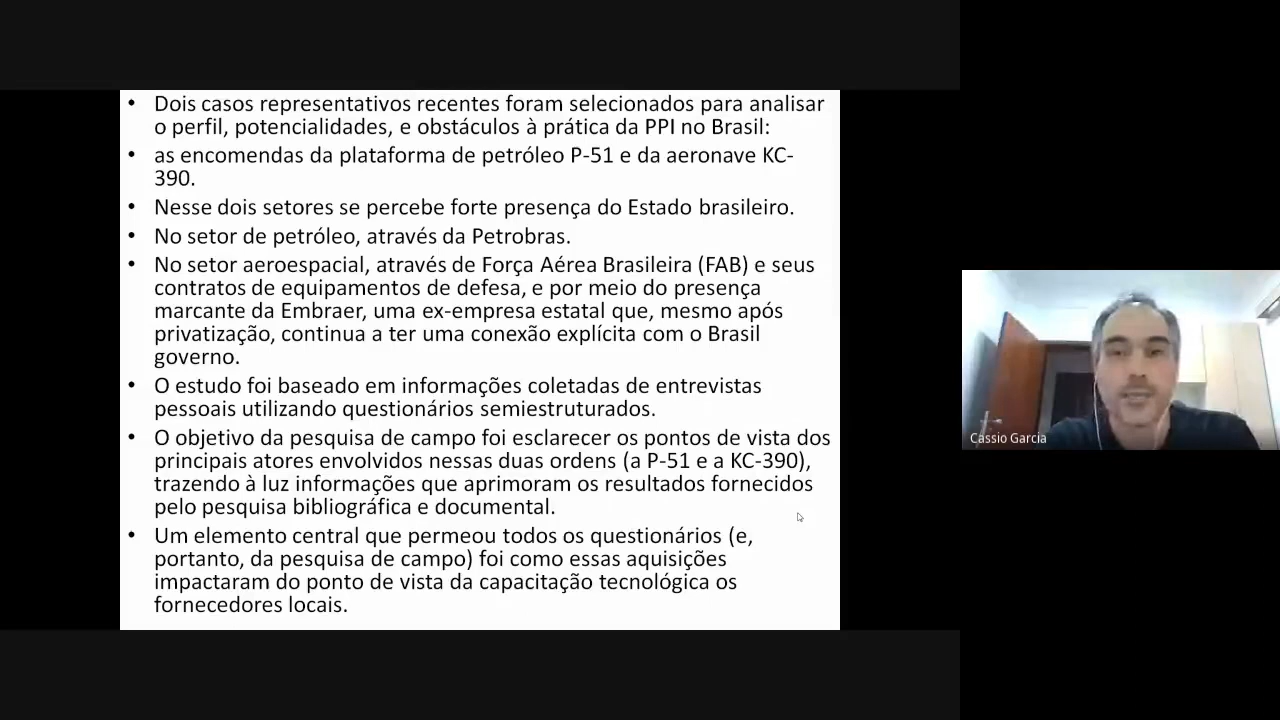 • Dois casos representativos recentes foram selecionados para analisar
o perfil, potencialidades, e obstáculos à prática da PPI no Brasil:
• as encomendas da plataforma de petróleo P-51 e da aeronave KC-
390.
• Nesse dois setores se percebe forte presença do Estado brasileiro.
• No setor de petróleo, através da Petrobras.
• No setor aeroespacial, através de Força Aérea Brasileira (FAB) e seus
contratos de equipamentos de defesa, e por meio do presença
marcante da Embraer, uma ex-empresa estatal que, mesmo após
privatização, continua a ter uma conexão explícita com o Brasil
governo.
• O estudo foi baseado em informações coletadas de entrevistas
pessoais utilizando questionários semiestruturados.
• O objetivo da pesquisa de campo foi esclarecer os pontos de vista dos
principais atores envolvidos nessas duas ordens (a P-51 e a KC-390),
trazendo à luz informações que aprimoram os resultados fornecidos
pelo pesquisa bibliográfica e documental.
• Um elemento central que permeou todos os questionários (e,
portanto, da pesquisa de campo) foi como essas aquisições
impactaram do ponto de vista da capacitação tecnológica os
fornecedores locais.
Cassio Garcia